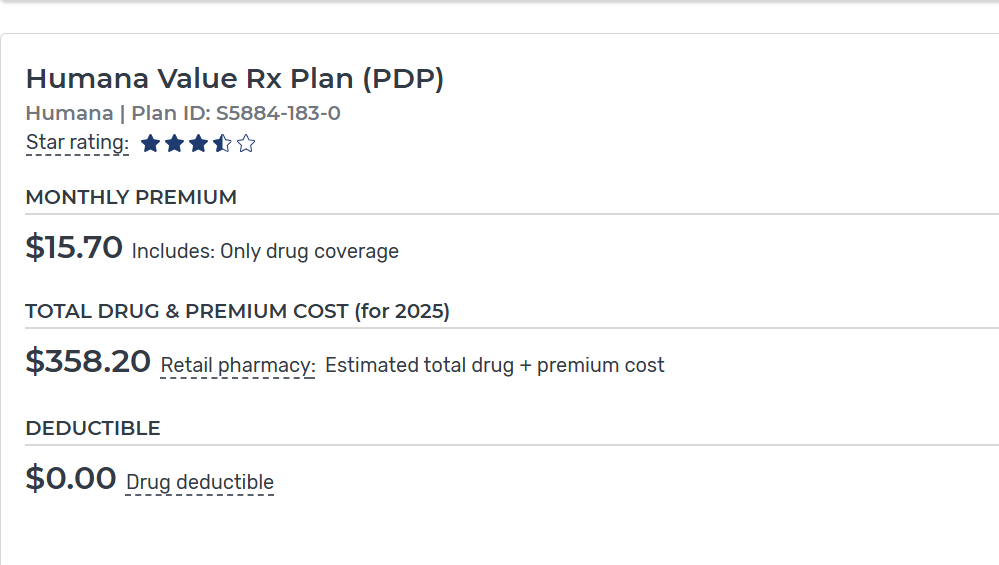 Humana Value Rx Plan (PDP)
Humana | Plan ID: S5884-183-0
Star rating:
MONTHLY PREMIUM
$15.70 Includes: Only drug coverage
TOTAL DRUG & PREMIUM COST (for 2025)
$358.20 Retail pharmacy: Estimated total drug + premium cost
DEDUCTIBLE
$0.00 Drug deductible